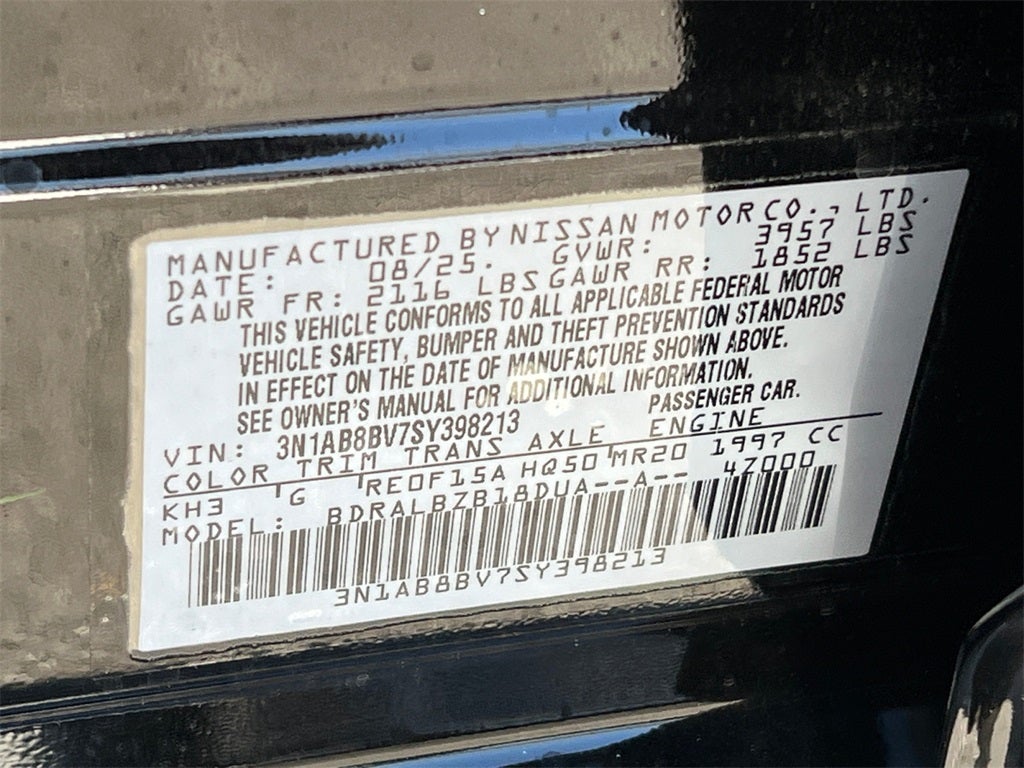 MANUFACTURED BY NISSAN MOTOR CO., LTD.
DATE: 08/25. GVWR: 3957 LBS
GAWR FR: 2116 LBS GAWR RR: 1852 LBS
THIS VEHICLE CONFORMS TO ALL APPLICABLE FEDERAL MOTOR
VEHICLE SAFETY, BUMPER AND THEFT PREVENTION STANDARDS
IN EFFECT ON THE DATE OF MANUFACTURE SHOWN ABOVE.
SEE OWNER'S MANUAL FOR ADDITIONAL INFORMATION.
VIN: 3N1AB8BV7SY398213 PASSENGER CAR.
COLOR TRIM TRANS AXLE ENGINE
KH3 G RE0F15A HQ50 MR20 1997 CC
MODEL: BDRALBZB18DUA--A-- 4Z000
3N1AB8BV7SY398213